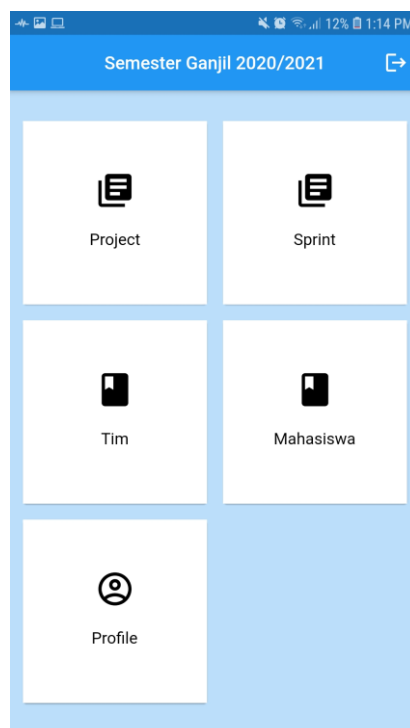 12% 1:14 PM
Semester Ganjil 2020/2021
Project
Sprint
Tim
Mahasiswa
Profile